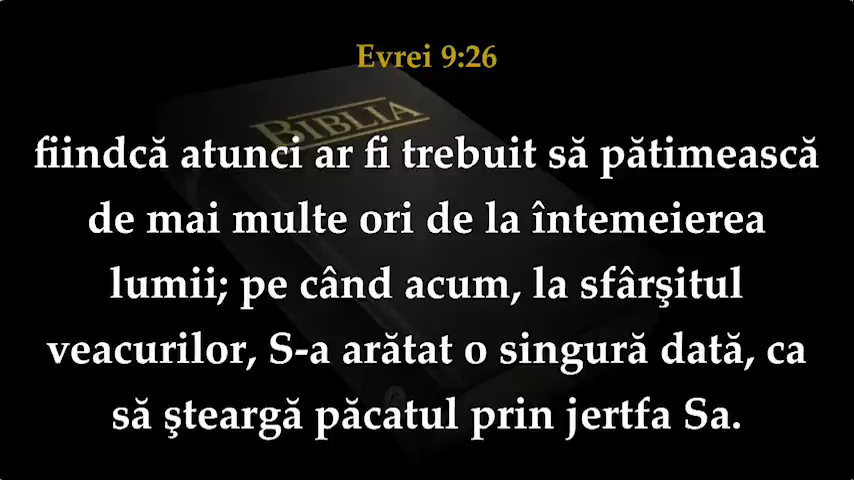 Evrei 9:26
BIBLIA
fiindcă atunci ar fi trebuit să pătimească
de mai multe ori de la întemeierea
lumii; pe când acum, la sfârşitul
veacurilor, S-a arătat o singură dată, ca
să şteargă păcatul prin jertfa Sa.